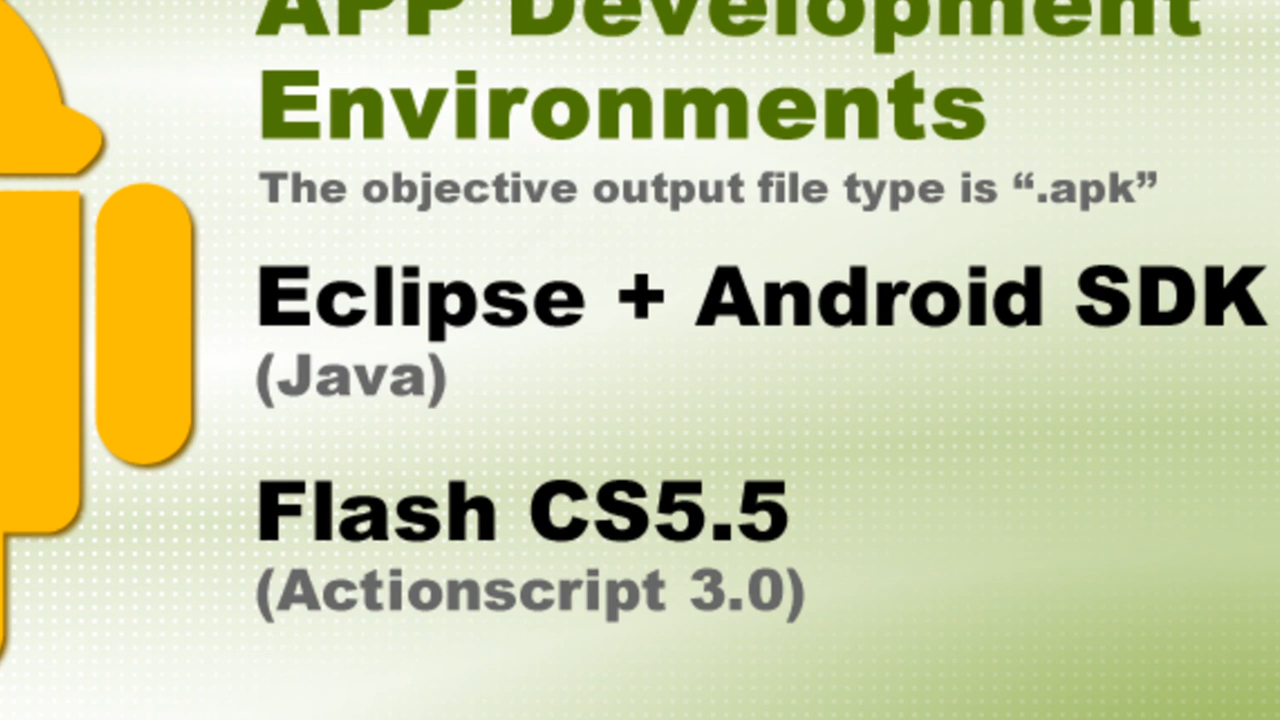 APP Development
Environments
The objective output file type is “.apk”
Eclipse + Android SDK
(Java)
Flash CS5.5
(Actionscript 3.0)